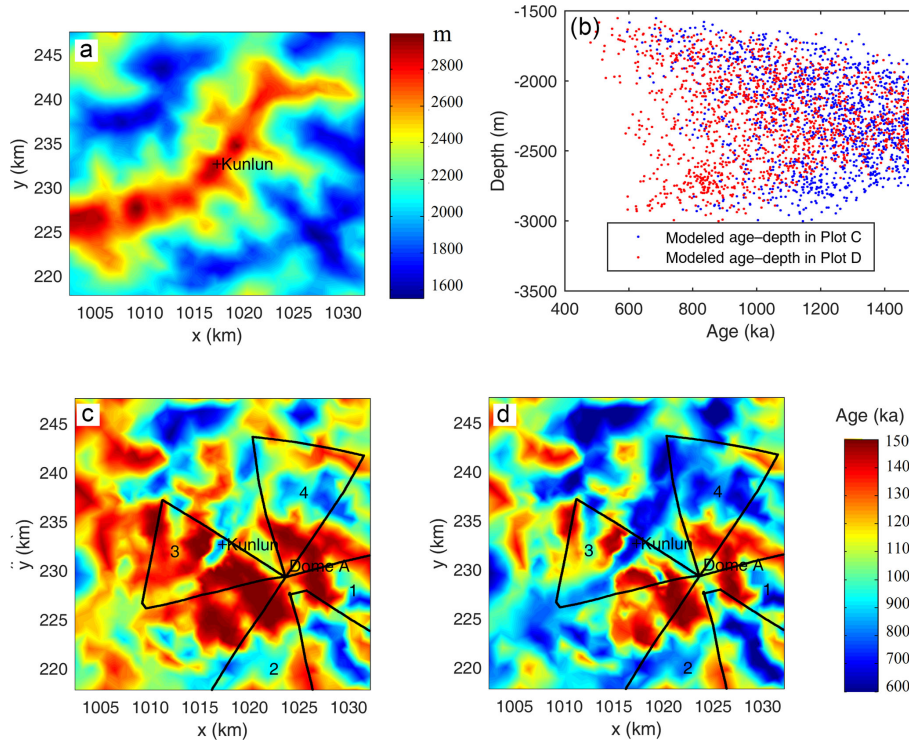 a
m
y (km)
245
240
235
230
225
220
+Kunlun
1005 1010 1015 1020 1025 1030
x (km)
2800
2600
2400
2200
2000
1800
1600
(b)
Depth (m)
-1500
-2000
-2500
-3000
-3500
Modeled age–depth in Plot C
Modeled age–depth in Plot D
400 600 800 1000 1200 1400
Age (ka)
c
ÿ (km)
245
240
235
230
225
220
4
3
+Kunlun
Dome A
1
2
1005 1010 1015 1020 1025 1030
x (km)
d
y (km)
245
240
235
230
225
220
4
3
Kunlun
Dome A
1
2
1005 1010 1015 1020 1025 1030
x (km)
Age (ka)
150
145
140
130
120
110
100
900
800
700
600